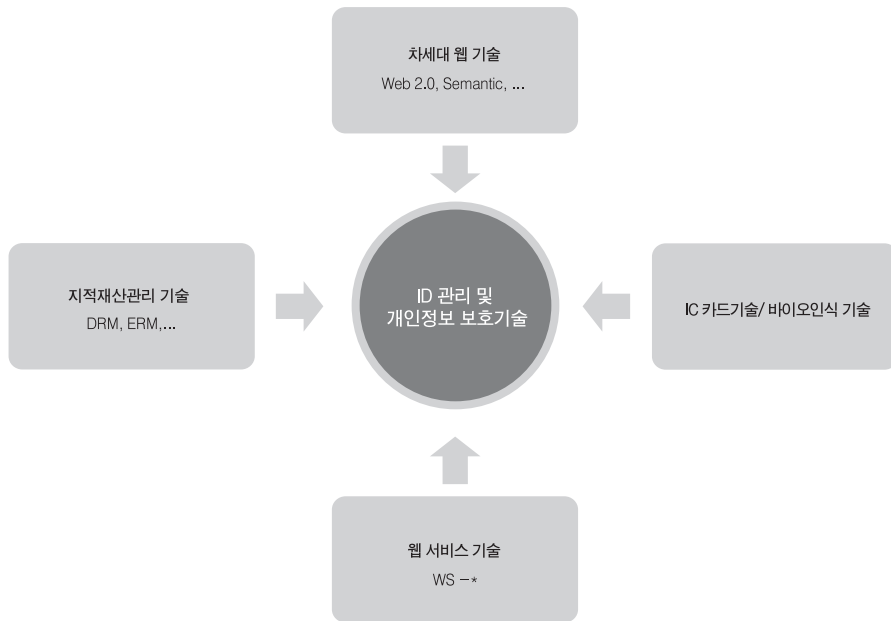 차세대 웹 기술
Web 2.0, Semantic, ...
지적재산관리 기술
DRM, ERM,...
ID 관리 및
개인정보 보호기술
IC 카드기술/ 바이오인식 기술
웹 서비스 기술
WS –*